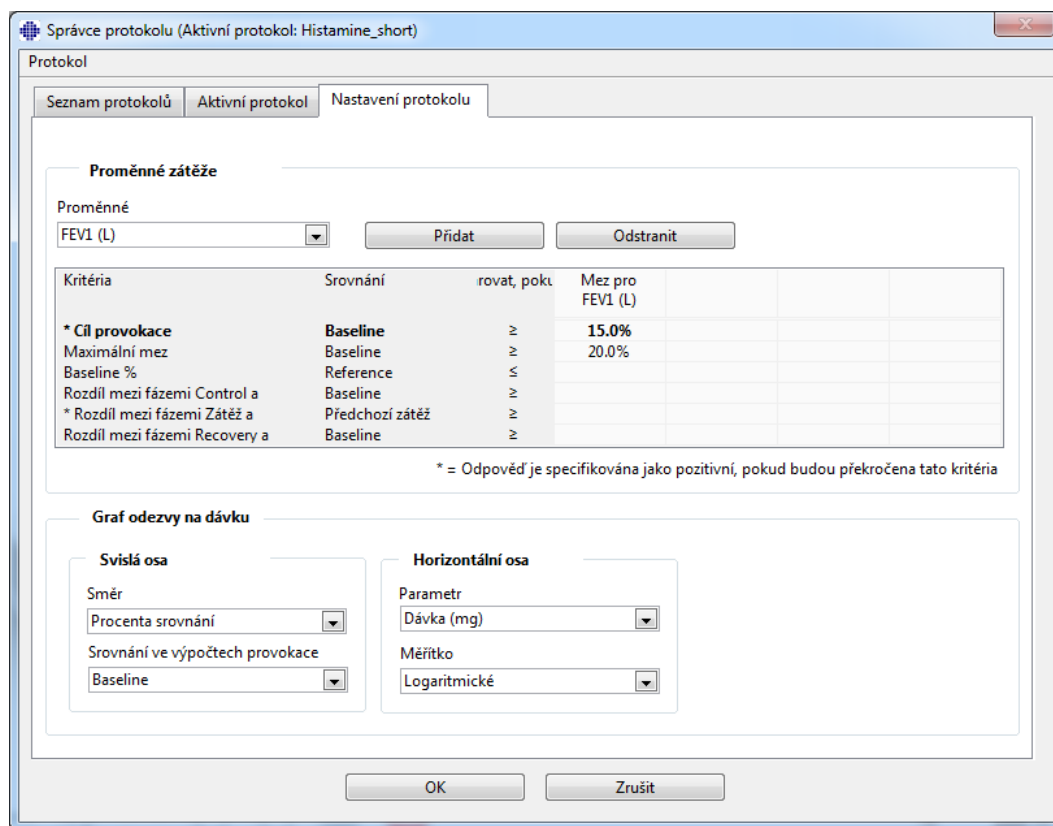 Správce protokolu (Aktivní protokol: Histamine_short)
Protokol
Seznam protokolů Aktivní protokol Nastavení protokolu
Proměnné zátěže
Proměnné
FEV1 (L) Přidat Odstranit
Kritéria Srovnání rovat, poku Mez pro
FEV1 (L)
* Cíl provokace Baseline ≥ 15.0%
Maximální mez Baseline ≥ 20.0%
Baseline % Reference ≤
Rozdíl mezi fázemi Control a Baseline ≥
* Rozdíl mezi fázemi Zátěž a Předchozí zátěž ≥
Rozdíl mezi fázemi Recovery a Baseline ≥
* = Odpověď je specifikována jako pozitivní, pokud budou překročena tato kritéria
Graf odezvy na dávku
Svislá osa
Směr
Procenta srovnání
Srovnání ve výpočtech provokace
Baseline
Horizontální osa
Parametr
Dávka (mg)
Měřítko
Logaritmické
OK Zrušit